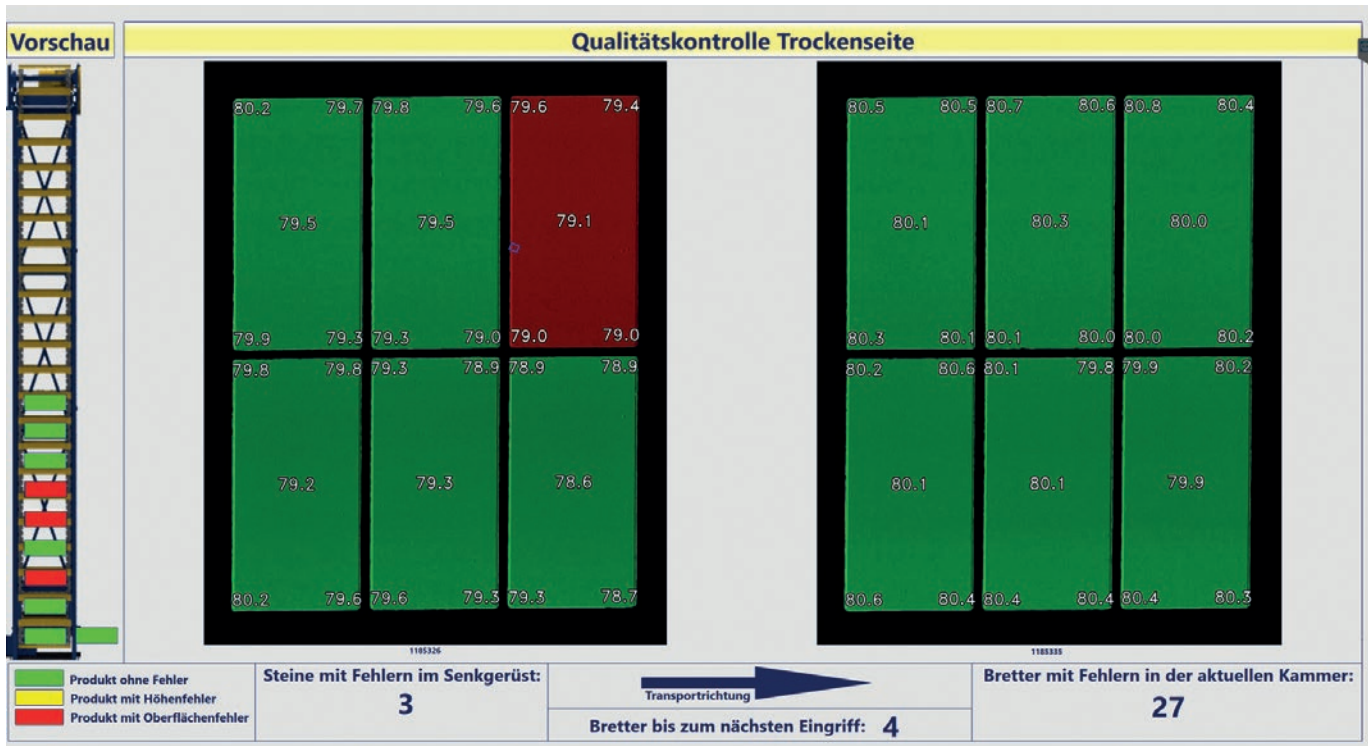 Vorschau
Qualitätskontrolle Trockenseite
80.2 79.7 79.8 79.6 79.6 79.4
79.5 79.5 79.1
79.9 79.3 79.3 79.0 79.0 79.0
79.8 79.8 79.3 78.9 78.9 78.9
79.2 79.3 78.6
80.2 79.6 79.6 79.3 79.3 78.7
1185326
80.5 80.5 80.7 80.6 80.8 80.4
80.1 80.3 80.0
80.3 80.1 80.1 80.0 80.0 80.2
80.2 80.6 80.1 79.8 79.9 80.2
80.1 80.1 79.9
80.6 80.4 80.4 80.4 80.4 80.3
1185335
Produkt ohne Fehler
Produkt mit Höhenfehler
Produkt mit Oberflächenfehler
Steine mit Fehlern im Senkgerüst:
3
Transportrichtung
Bretter bis zum nächsten Eingriff: 4
Bretter mit Fehlern in der aktuellen Kammer:
27